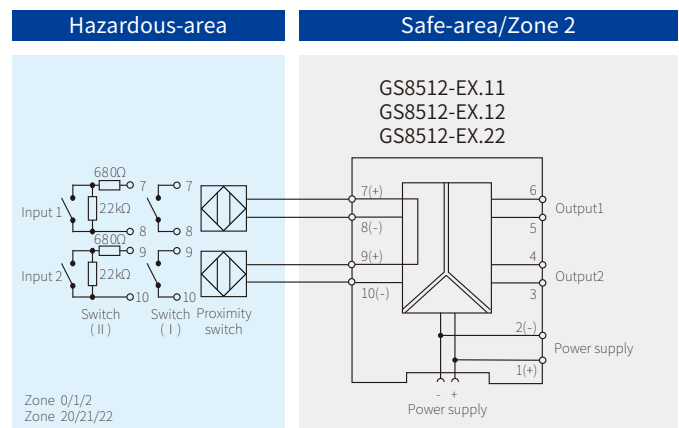 Hazardous-area
Safe-area/Zone 2
GS8512-EX.11
GS8512-EX.12
GS8512-EX.22
680Ω
7
7
Input 1
22kΩ
8
8
680Ω
9
9
Input 2
22kΩ
10
10
Switch
(Ⅱ)
Switch
(Ⅰ)
Proximity
switch
7(+)
8(-)
9(+)
10(-)
6
Output1
5
4
Output2
3
2(-)
Power supply
1(+)
- +
Power supply
Zone 0/1/2
Zone 20/21/22